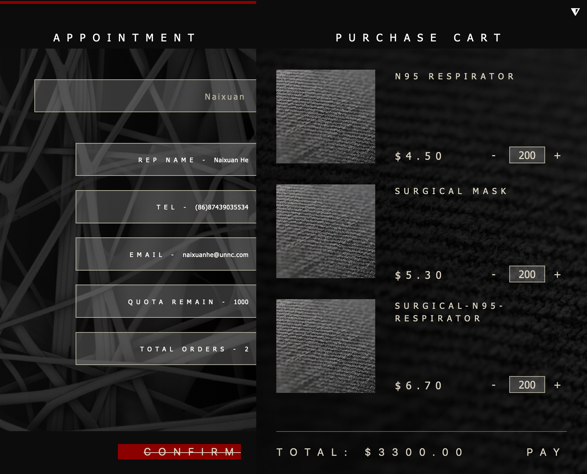 APPOINTMENT
Naixuan
REP NAME - Naixuan He
TEL - (86)87439035534
EMAIL - naixuanhe@unnc.com
QUOTA REMAIN - 1000
TOTAL ORDERS - 2
CONFIRM
PURCHASE CART
N95 RESPIRATOR
$4.50 - 200 +
SURGICAL MASK
$5.30 - 200 +
SURGICAL-N95-
RESPIRATOR
$6.70 - 200 +
TOTAL: $3300.00 PAY